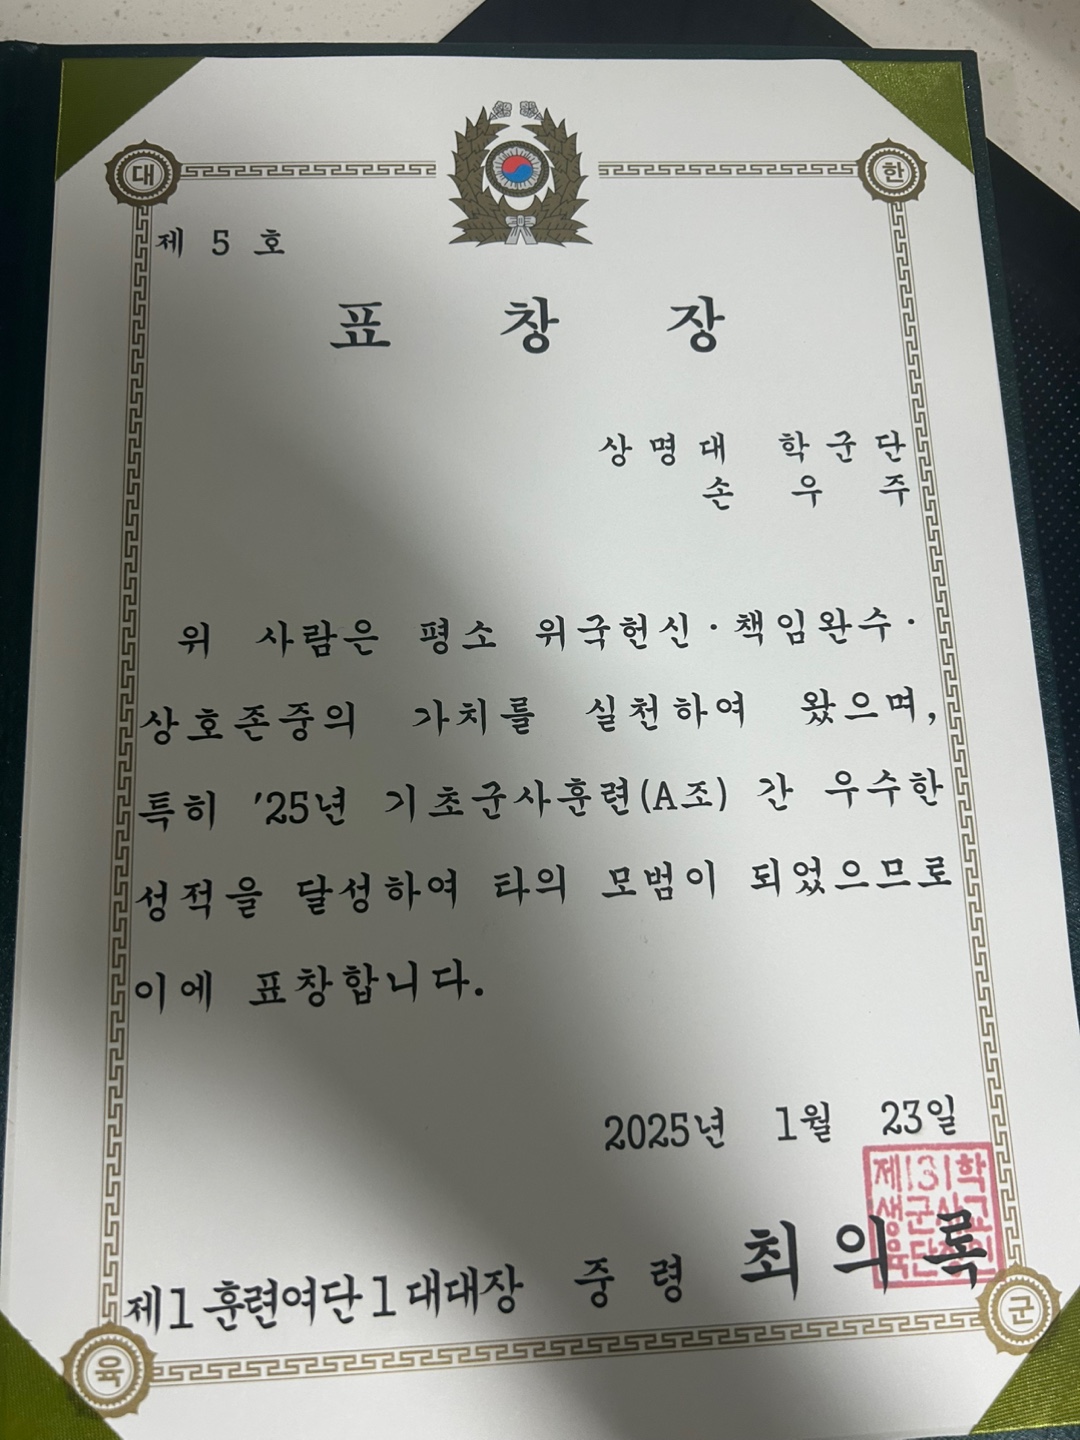 대 한
제 5 호
표 창 장
상명대 학군단
손 우 주
위 사람은 평소 위국헌신·책임완수·
상호존중의 가치를 실천하여 왔으며,
특히 '25년 기초군사훈련(A조) 간 우수한
성적을 달성하여 타의 모범이 되었으므로
이에 표창합니다.
2025년 1월 23일
제1훈련여단1대대장 중령 최의록
육 군